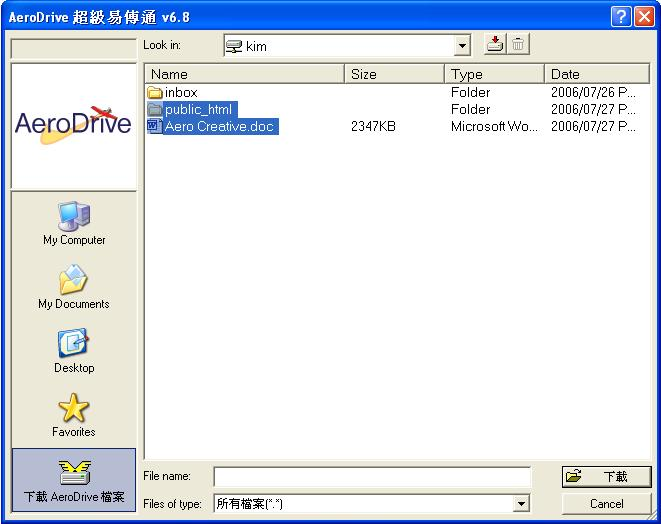 AeroDrive 超級易傳通 v6.8
Look in: kim
AeroDrive
Name Size Type Date
inbox Folder 2006/07/26 P...
public_html Folder 2006/07/27 P...
Aero Creative.doc 2347KB Microsoft Wo... 2006/07/27 P...
My Computer
My Documents
Desktop
Favorites
下載 AeroDrive 檔案
File name: 下載
Files of type: 所有檔案(*.*) Cancel